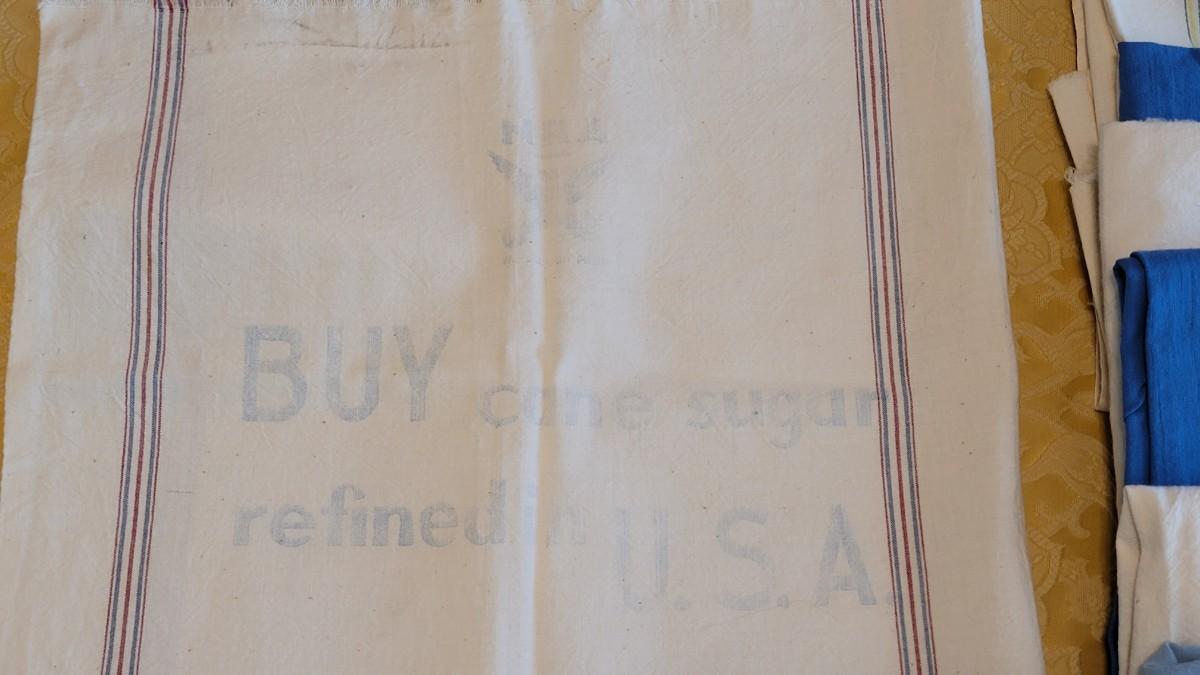 BUY cane sugar
refined in U.S.A.